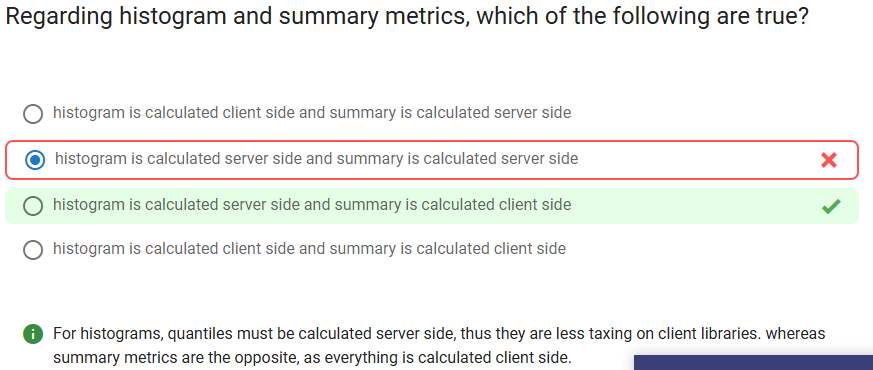 Regarding histogram and summary metrics, which of the following are true?
histogram is calculated client side and summary is calculated server side
histogram is calculated server side and summary is calculated server side
histogram is calculated server side and summary is calculated client side
histogram is calculated client side and summary is calculated client side
For histograms, quantiles must be calculated server side, thus they are less taxing on client libraries. whereas
summary metrics are the opposite, as everything is calculated client side.